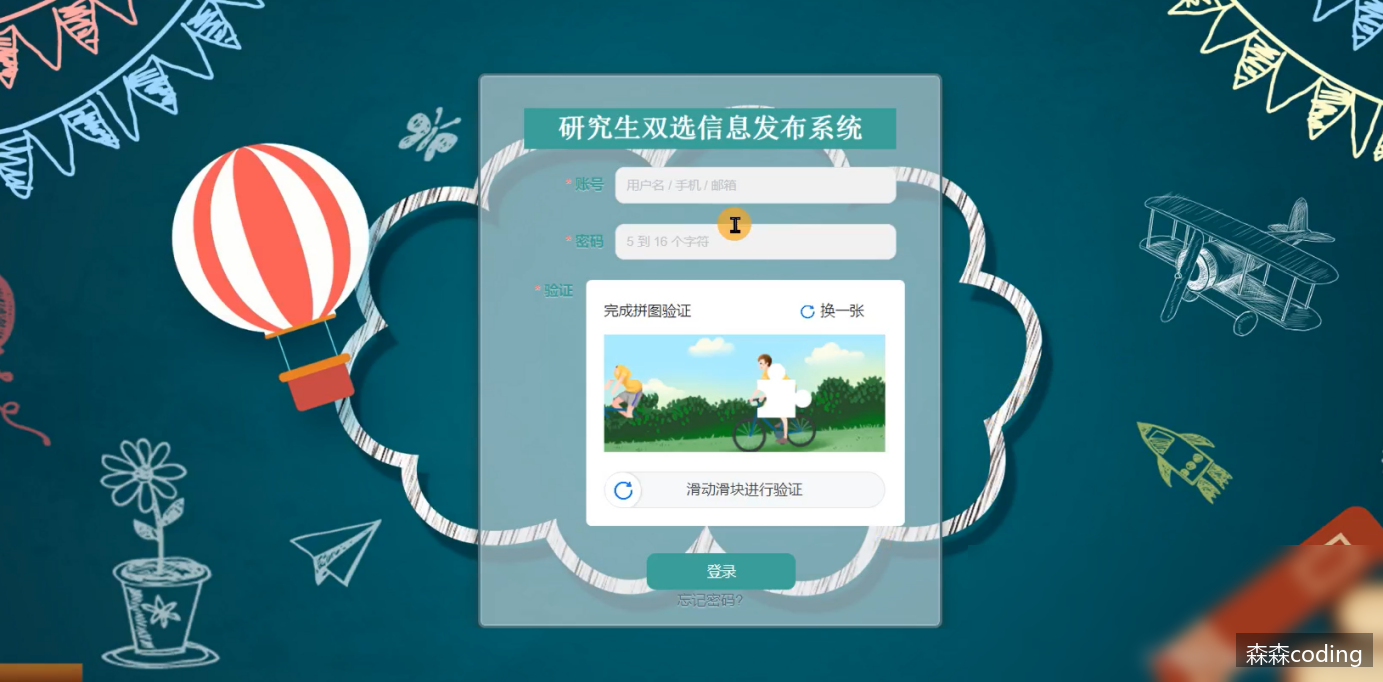 研究生双选信息发布系统
* 账号 用户名 / 手机 / 邮箱
* 密码 5 到 16 个字符
* 验证
完成拼图验证 换一张
滑动滑块进行验证
登录
忘记密码?
森森coding